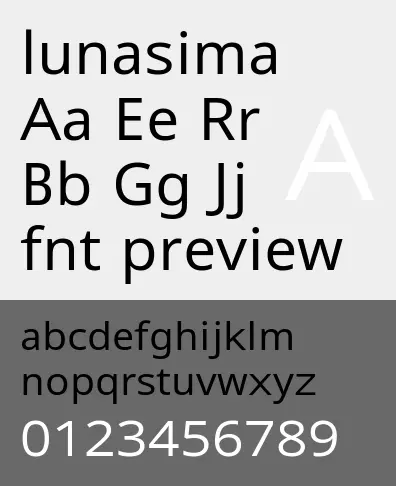 lunasima
Aa Ee Rr
A
Bb Gg Jj
fnt preview
abcdefghijklm
nopqrstuvwxyz
0123456789